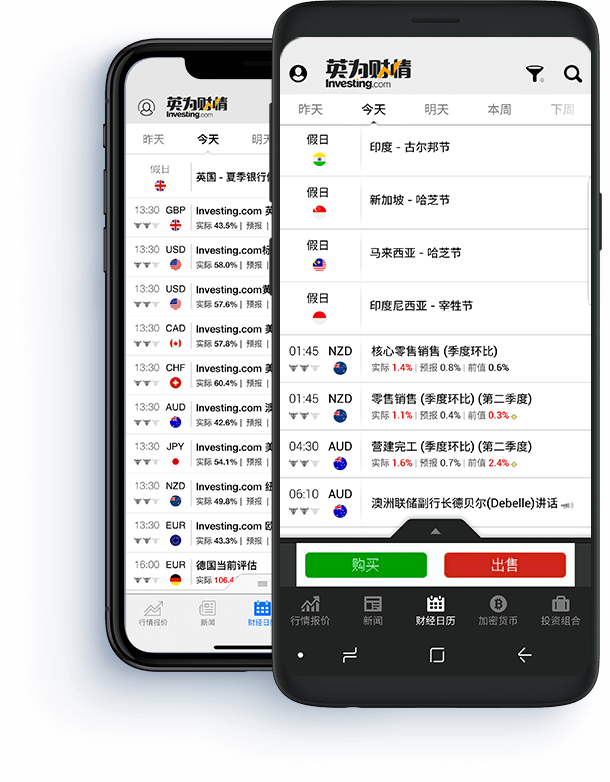 英为财情
Investing.com
昨天 今天 明天
假日
英国 - 夏季银行
13:30 GBP Investing.com 英
实际 43.5% | 预报 |
13:30 USD Investing.com标
实际 58.0% | 预报 |
13:30 USD Investing.com黄
实际 57.6% | 预报 |
13:30 CAD Investing.com 美
实际 57.8% | 预报 |
13:30 CHF Investing.com 美
实际 60.4% | 预报 |
13:30 AUD Investing.com 澳
实际 42.6% | 预报 |
13:30 JPY Investing.com 美
实际 54.1% | 预报 |
13:30 NZD Investing.com 纽
实际 49.8% | 预报 |
13:30 EUR Investing.com 欧
实际 43.3% | 预报 |
16:00 EUR 德国当前评估
实际 106.4
行情报价 新闻 财经日
英为财情
Investing.com
昨天 今天 明天 本周 下周
假日
印度 - 古尔邦节
假日
新加坡 - 哈芝节
假日
马来西亚 - 哈芝节
假日
印度尼西亚 - 宰牲节
01:45 NZD 核心零售销售 (季度环比)
实际 1.4% | 预报 0.8% | 前值 0.6%
01:45 NZD 零售销售 (季度环比) (第二季度)
实际 1.1% | 预报 0.4% | 前值 0.3%
04:30 AUD 营建完工 (季度环比) (第二季度)
实际 1.6% | 预报 0.7% | 前值 2.4%
06:10 AUD 澳洲联储副行长德贝尔(Debelle)讲话
购买 出售
行情报价 新闻 财经日历 加密货币 投资组合